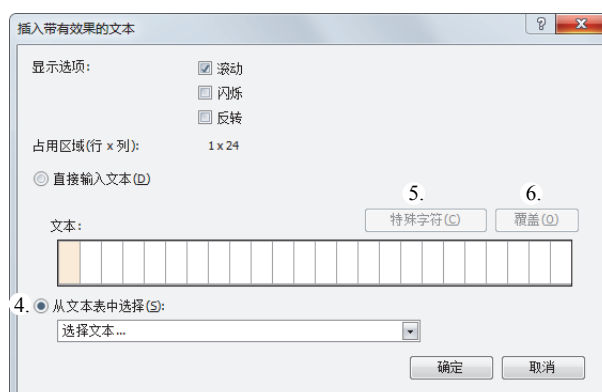 插入带有效果的文本
显示选项:
滚动
闪烁
反转
占用区域(行 x 列): 1 x 24
直接输入文本(D)
5. 6.
文本: 特殊字符(C) 覆盖(O)
4. 从文本表中选择(S):
选择文本...
确定 取消